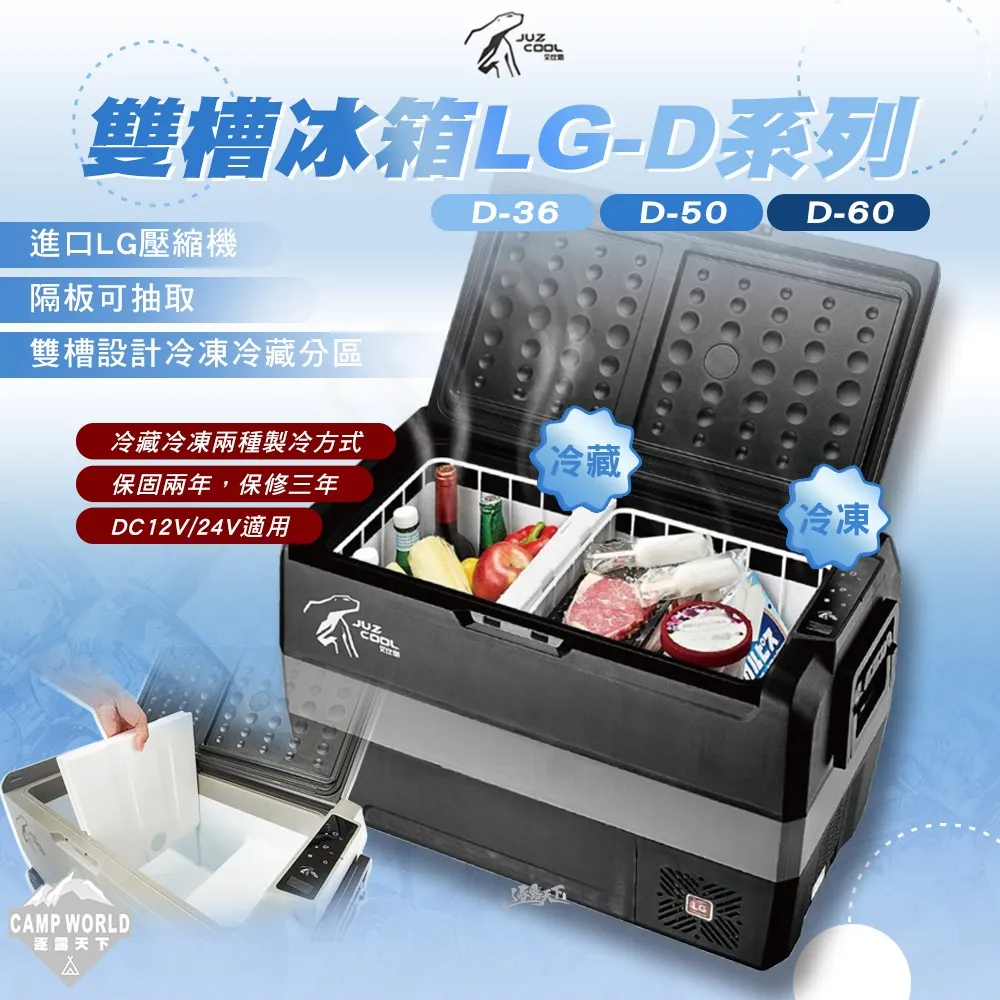 JUZ
COOL
艾比酷
雙槽冰箱LG-D系列
D-36
D-50
D-60
進口LG壓縮機
隔板可抽取
雙槽設計冷凍冷藏分區
冷藏冷凍兩種製冷方式
保固兩年，保修三年
DC12V/24V適用
冷藏
冷凍
JUZ
COOL
艾比酷
逐露天下
LG
CAMP WORLD
逐露天下